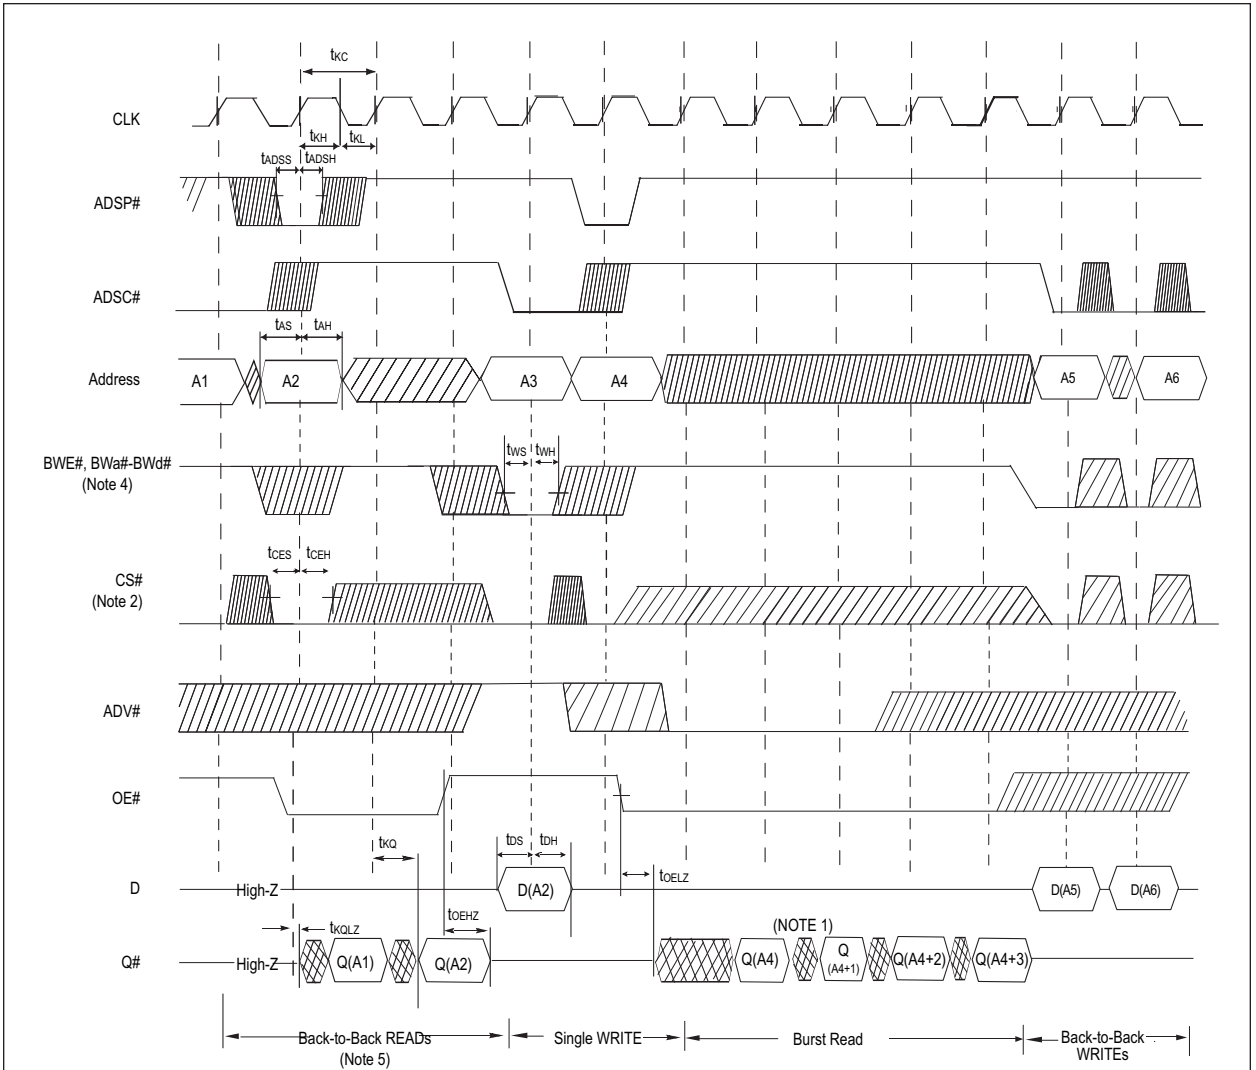 tKC
CLK
tKH
tKL
tADSS
tADSH
ADSP#
ADSC#
tAS
tAH
Address
A1
A2
A3
A4
A5
A6
tWS
tWH
BWE#, BWa#-BWd#
(Note 4)
tCES
tCEH
CS#
(Note 2)
ADV#
OE#
tKQ
tDS
tDH
tOELZ
D
High-Z
D(A2)
D(A5)
D(A6)
tOEHZ
tKQLZ
(NOTE 1)
Q#
High-Z
Q(A1)
Q(A2)
Q(A4)
Q
(A4+1)
Q(A4+2)
Q(A4+3)
Back-to-Back READs
(Note 5)
Single WRITE
Burst Read
Back-to-Back
WRITEs